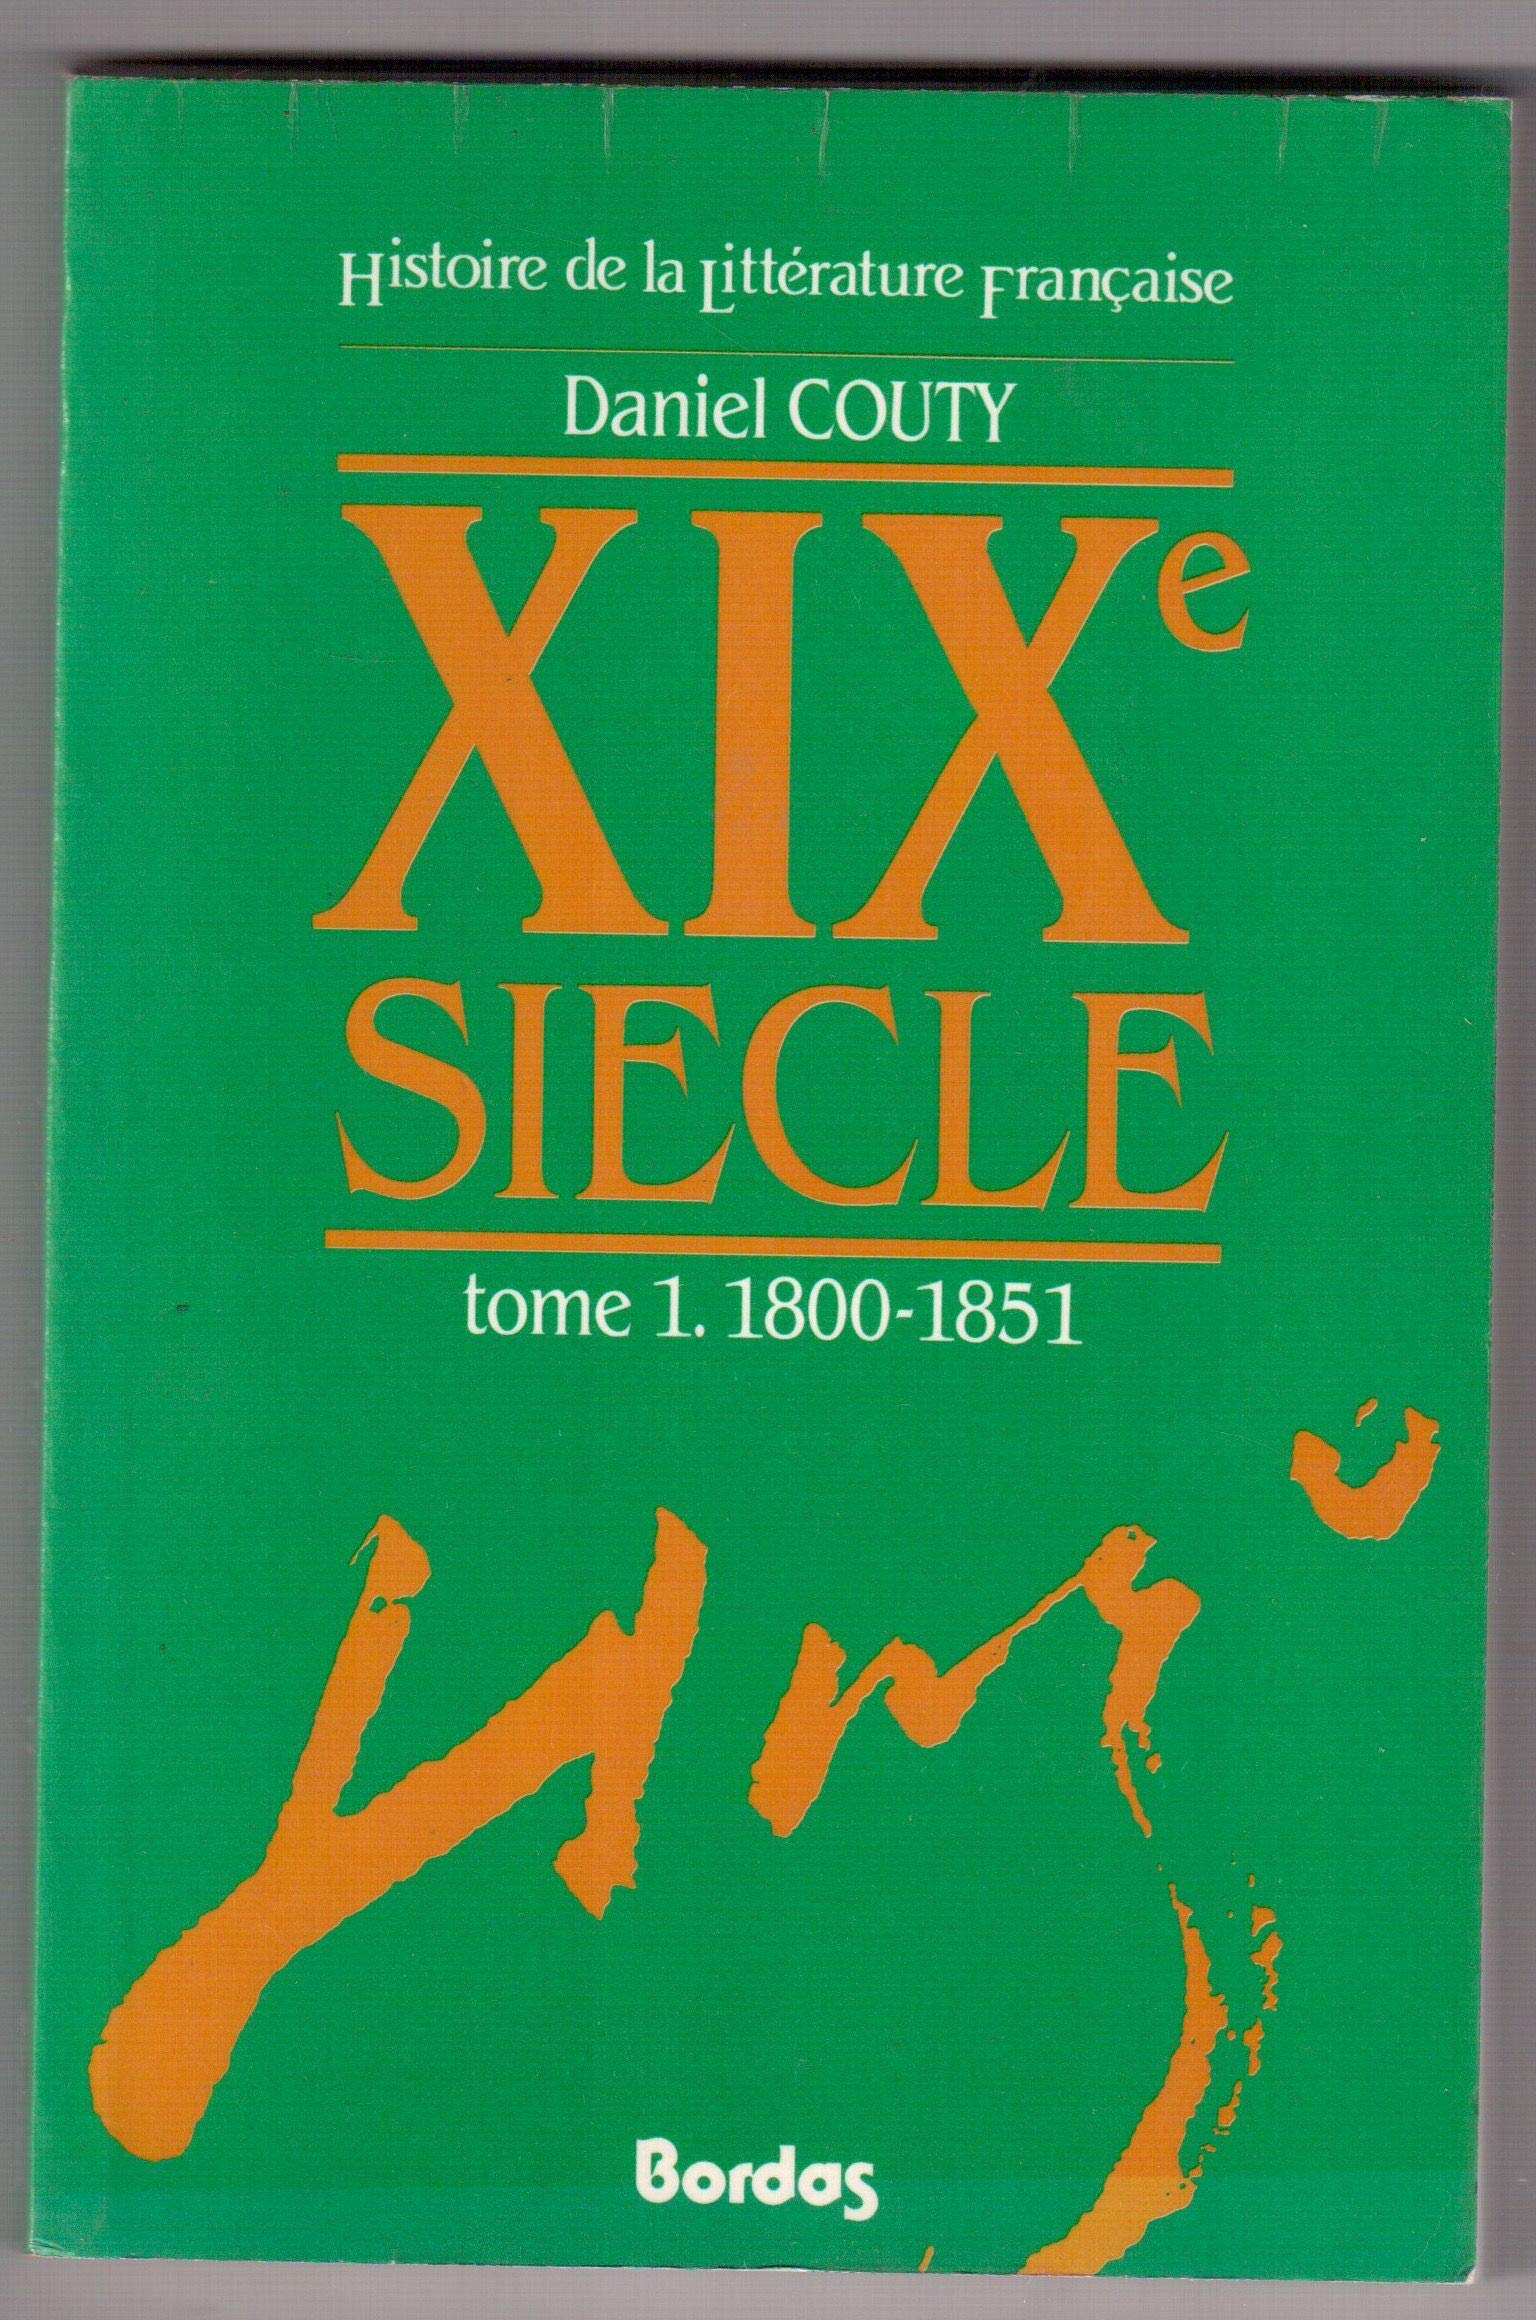 Histoire de la Littérature Française
Daniel COUTY
XIXe
SIECLE
tome 1. 1800-1851
Bordas